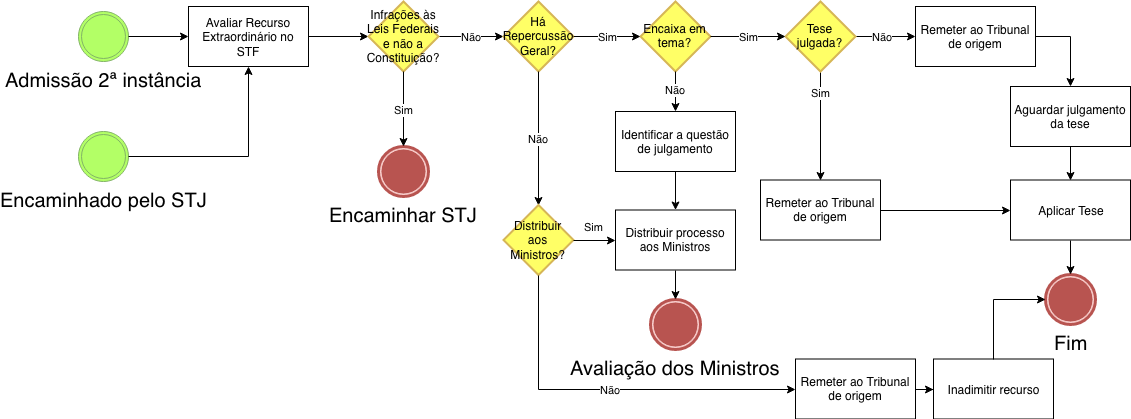 Avaliar Recurso
Extraordinário no
STF
Admissão 2ª instância
Encaminhado pelo STJ
Infrações às
Leis Federais
e não a
Constituição?
Não
Sim
Encaminhar STJ
Há
Repercussão
Geral?
Sim
Não
Encaixa em
tema?
Sim
Não
Tese
julgada?
Não
Sim
Remeter ao Tribunal
de origem
Aguardar julgamento
da tese
Identificar a questão
de julgamento
Remeter ao Tribunal
de origem
Aplicar Tese
Distribuir
aos
Ministros?
Sim
Distribuir processo
aos Ministros
Avaliação dos Ministros
Fim
Não
Remeter ao Tribunal
de origem
Inadimitir recurso